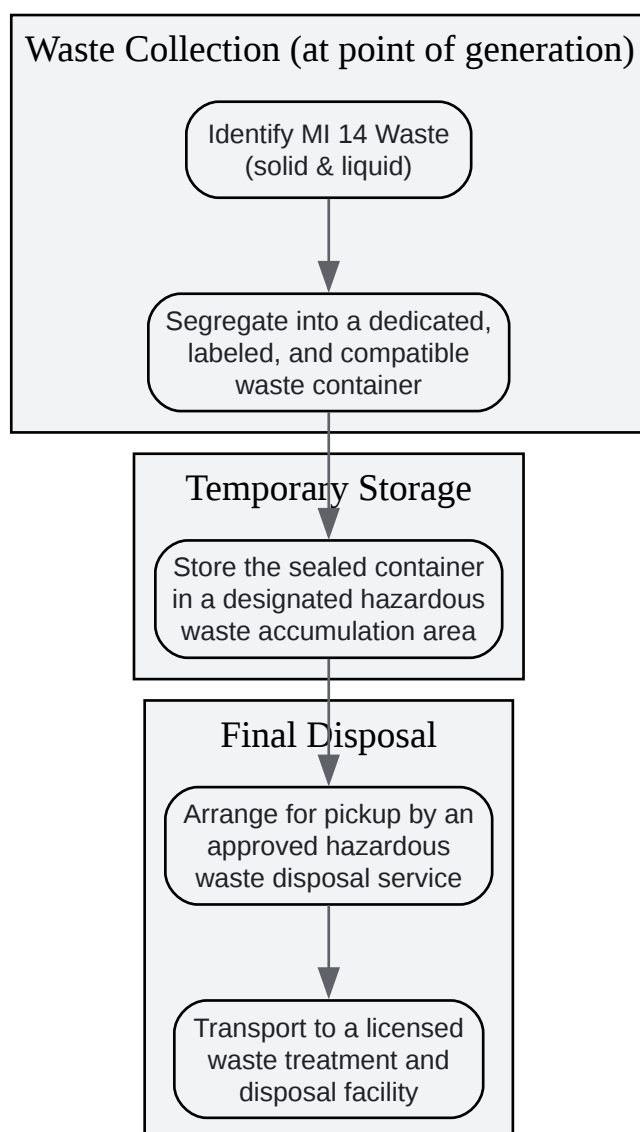 Waste Collection (at point of generation)
Identify MI 14 Waste
(solid & liquid)
Segregate into a dedicated,
labeled, and compatible
waste container
Temporary Storage
Store the sealed container
in a designated hazardous
waste accumulation area
Final Disposal
Arrange for pickup by an
approved hazardous
waste disposal service
Transport to a licensed
waste treatment and
disposal facility